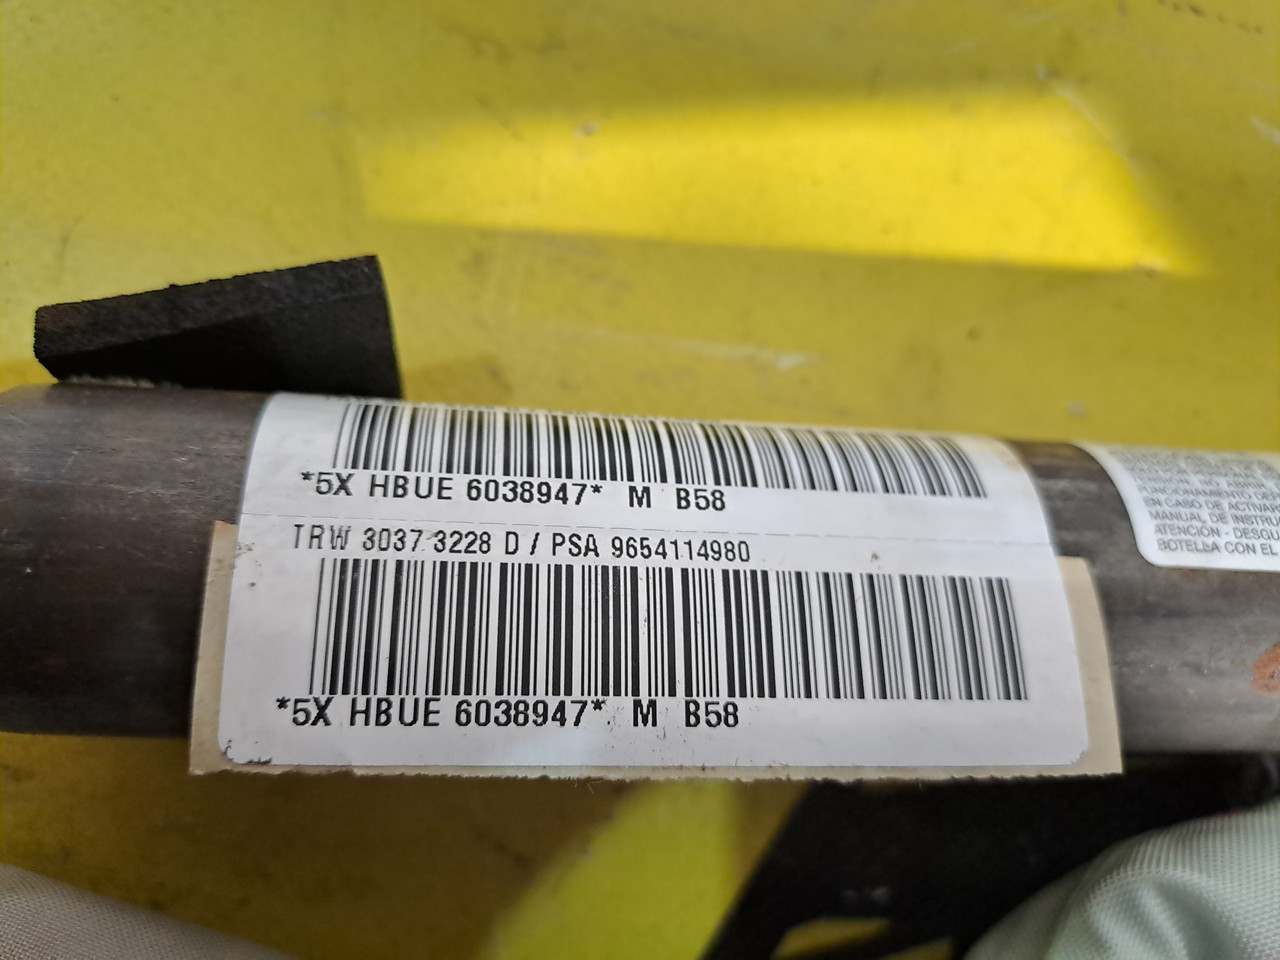 *5X HBUE 6038947* M B58
TRW 3037 3228 D / PSA 9654114980
*5X HBUE 6038947* M B58
EN CASO DE ACTIVAR
MANUAL DE INSTRU
ATENCION - DESGU
BOTELLA CON EL